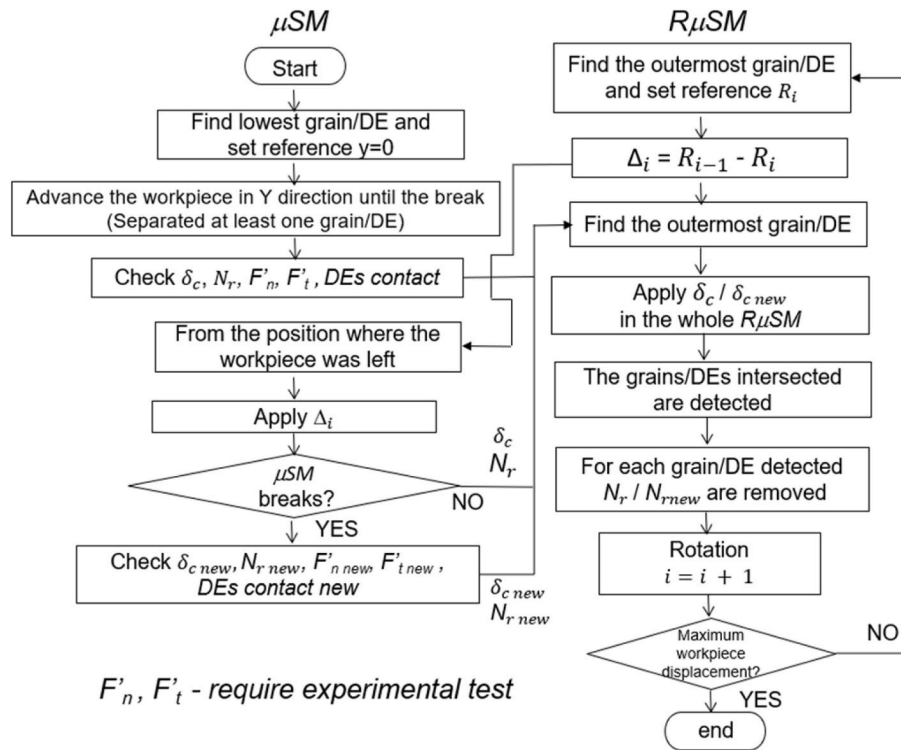 μSM
Start
Find lowest grain/DE and
set reference y=0
Advance the workpiece in Y direction until the break
(Separated at least one grain/DE)
Check δc, Nr, F'n, F't , DEs contact
From the position where the
workpiece was left
Apply Δi
μSM
breaks?
NO
YES
δc
Nr
Check δc new, Nr new, F'n new, F't new ,
DEs contact new
δc new
Nr new
F'n , F't - require experimental test
RμSM
Find the outermost grain/DE
and set reference Ri
Δi = Ri−1 - Ri
Find the outermost grain/DE
Apply δc / δc new
in the whole RμSM
The grains/DEs intersected
are detected
For each grain/DE detected
Nr / Nrnew are removed
Rotation
i = i + 1
Maximum
workpiece
displacement?
NO
YES
end